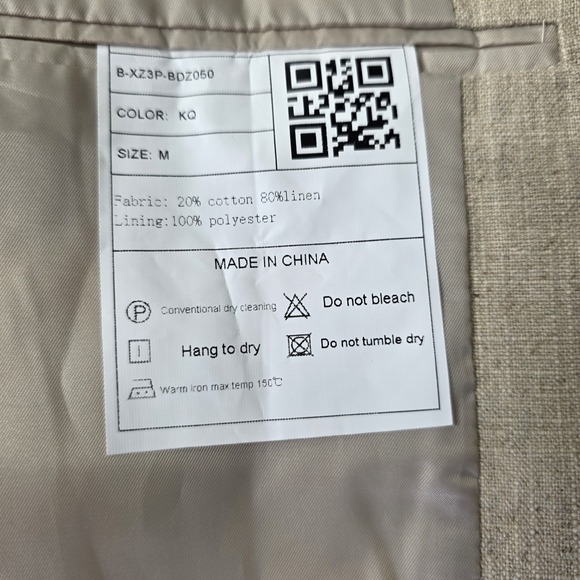 B-XZ3P-BDZ050
COLOR: KQ
SIZE: M
Fabric: 20% cotton 80%linen
Lining:100% polyester
MADE IN CHINA
P Conventional dry cleaning Do not bleach
Hang to dry Do not tumble dry
Warm iron max temp 150℃